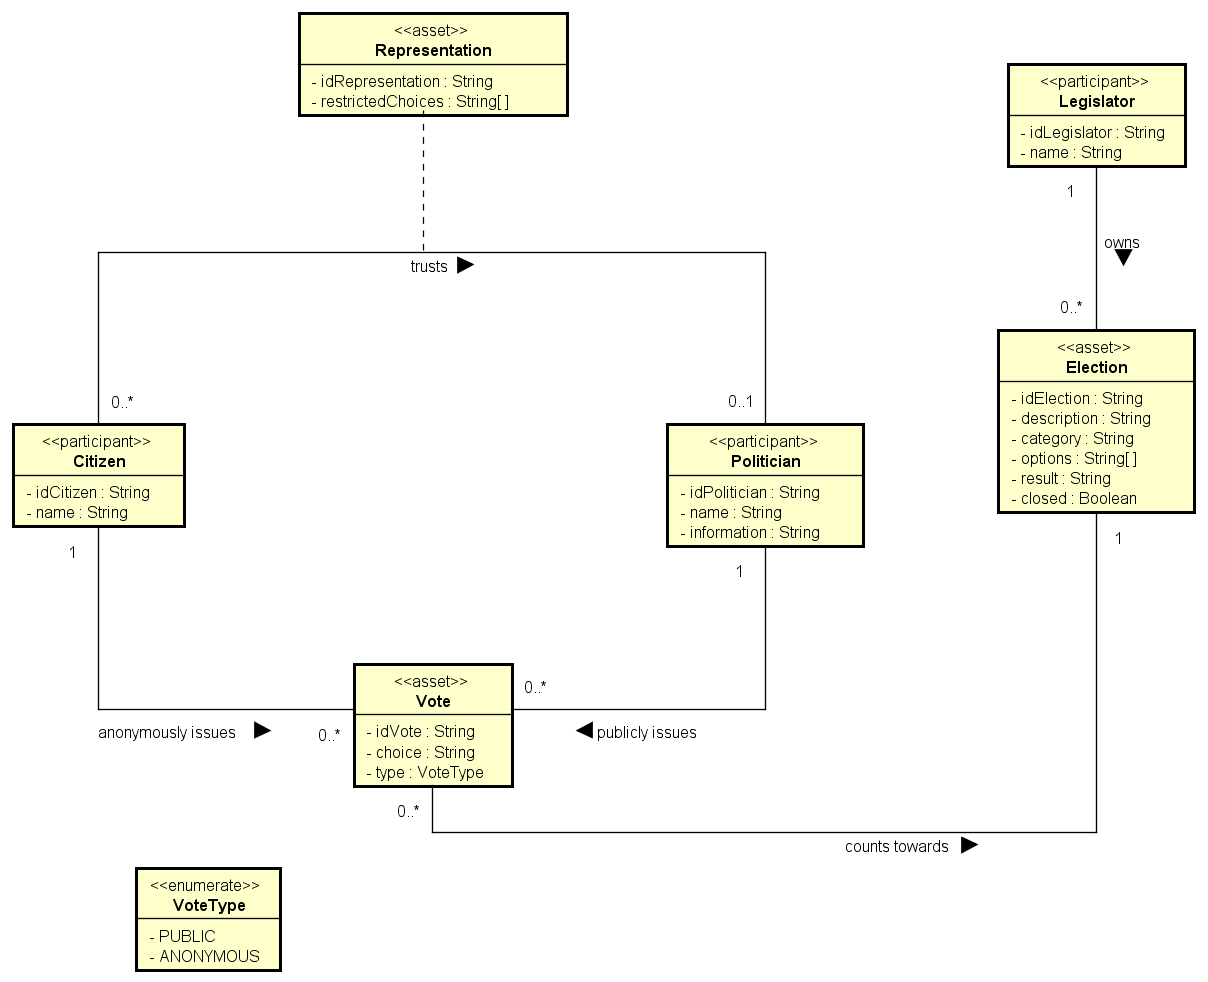 <<asset>>
Representation
- idRepresentation : String
- restrictedChoices : String[ ]
<<participant>>
Legislator
- idLegislator : String
- name : String
1
owns
0..*
trusts
0..*
0..1
<<asset>>
Election
- idElection : String
- description : String
- category : String
- options : String[ ]
- result : String
- closed : Boolean
1
<<participant>>
Citizen
- idCitizen : String
- name : String
1
<<participant>>
Politician
- idPolitician : String
- name : String
- information : String
1
<<asset>>
Vote
- idVote : String
- choice : String
- type : VoteType
anonymously issues
0..*
0..*
publicly issues
0..*
counts towards
<<enumerate>>
VoteType
- PUBLIC
- ANONYMOUS